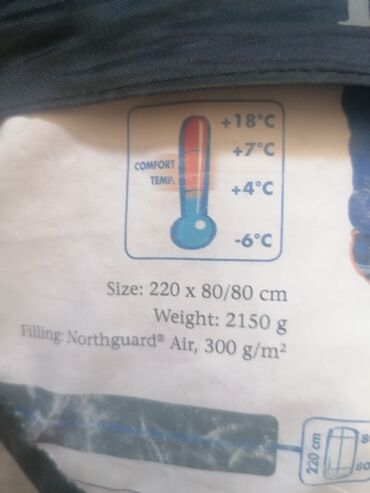 +18°C
+7°C
COMFORT
TEMP.
+4°C
-6°C
Size: 220 x 80/80 cm
Weight: 2150 g
Filling: Northguard® Air, 300 g/m²
220 cm
80